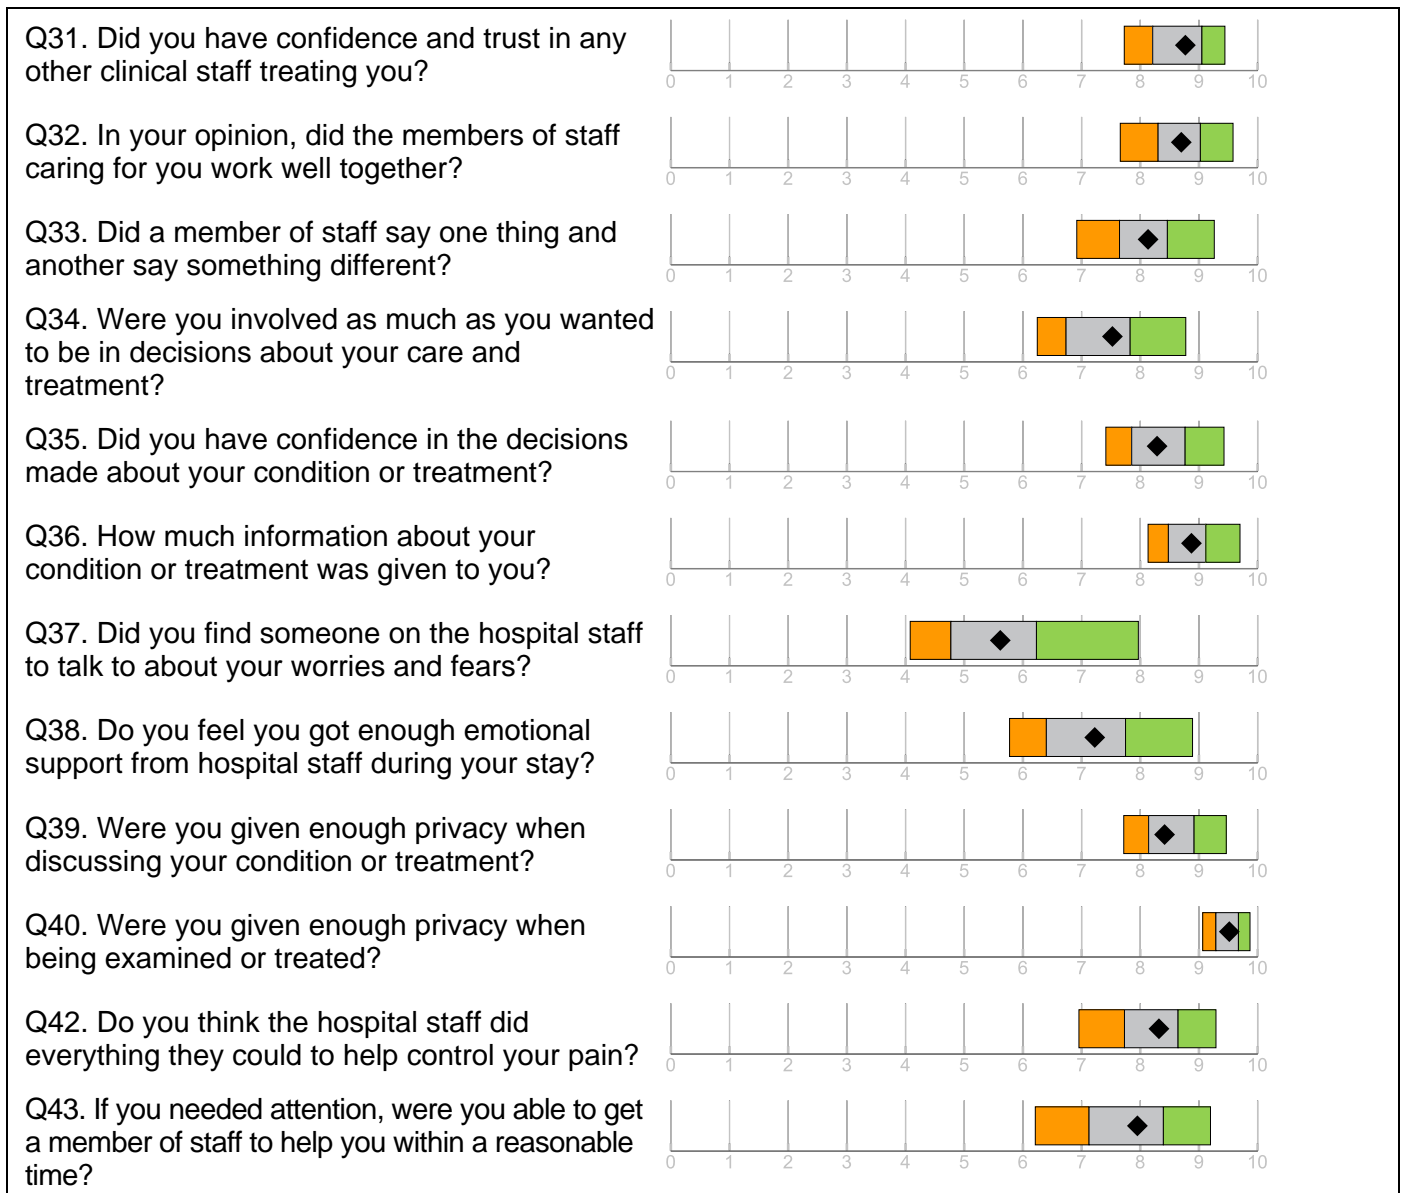 Q31. Did you have confidence and trust in any
other clinical staff treating you?
0 1 2 3 4 5 6 7 8 9 10
Q32. In your opinion, did the members of staff
caring for you work well together?
0 1 2 3 4 5 6 7 8 9 10
Q33. Did a member of staff say one thing and
another say something different?
0 1 2 3 4 5 6 7 8 9 10
Q34. Were you involved as much as you wanted
to be in decisions about your care and
treatment?
0 1 2 3 4 5 6 7 8 9 10
Q35. Did you have confidence in the decisions
made about your condition or treatment?
0 1 2 3 4 5 6 7 8 9 10
Q36. How much information about your
condition or treatment was given to you?
0 1 2 3 4 5 6 7 8 9 10
Q37. Did you find someone on the hospital staff
to talk to about your worries and fears?
0 1 2 3 4 5 6 7 8 9 10
Q38. Do you feel you got enough emotional
support from hospital staff during your stay?
0 1 2 3 4 5 6 7 8 9 10
Q39. Were you given enough privacy when
discussing your condition or treatment?
0 1 2 3 4 5 6 7 8 9 10
Q40. Were you given enough privacy when
being examined or treated?
0 1 2 3 4 5 6 7 8 9 10
Q42. Do you think the hospital staff did
everything they could to help control your pain?
0 1 2 3 4 5 6 7 8 9 10
Q43. If you needed attention, were you able to get
a member of staff to help you within a reasonable
time?
0 1 2 3 4 5 6 7 8 9 10